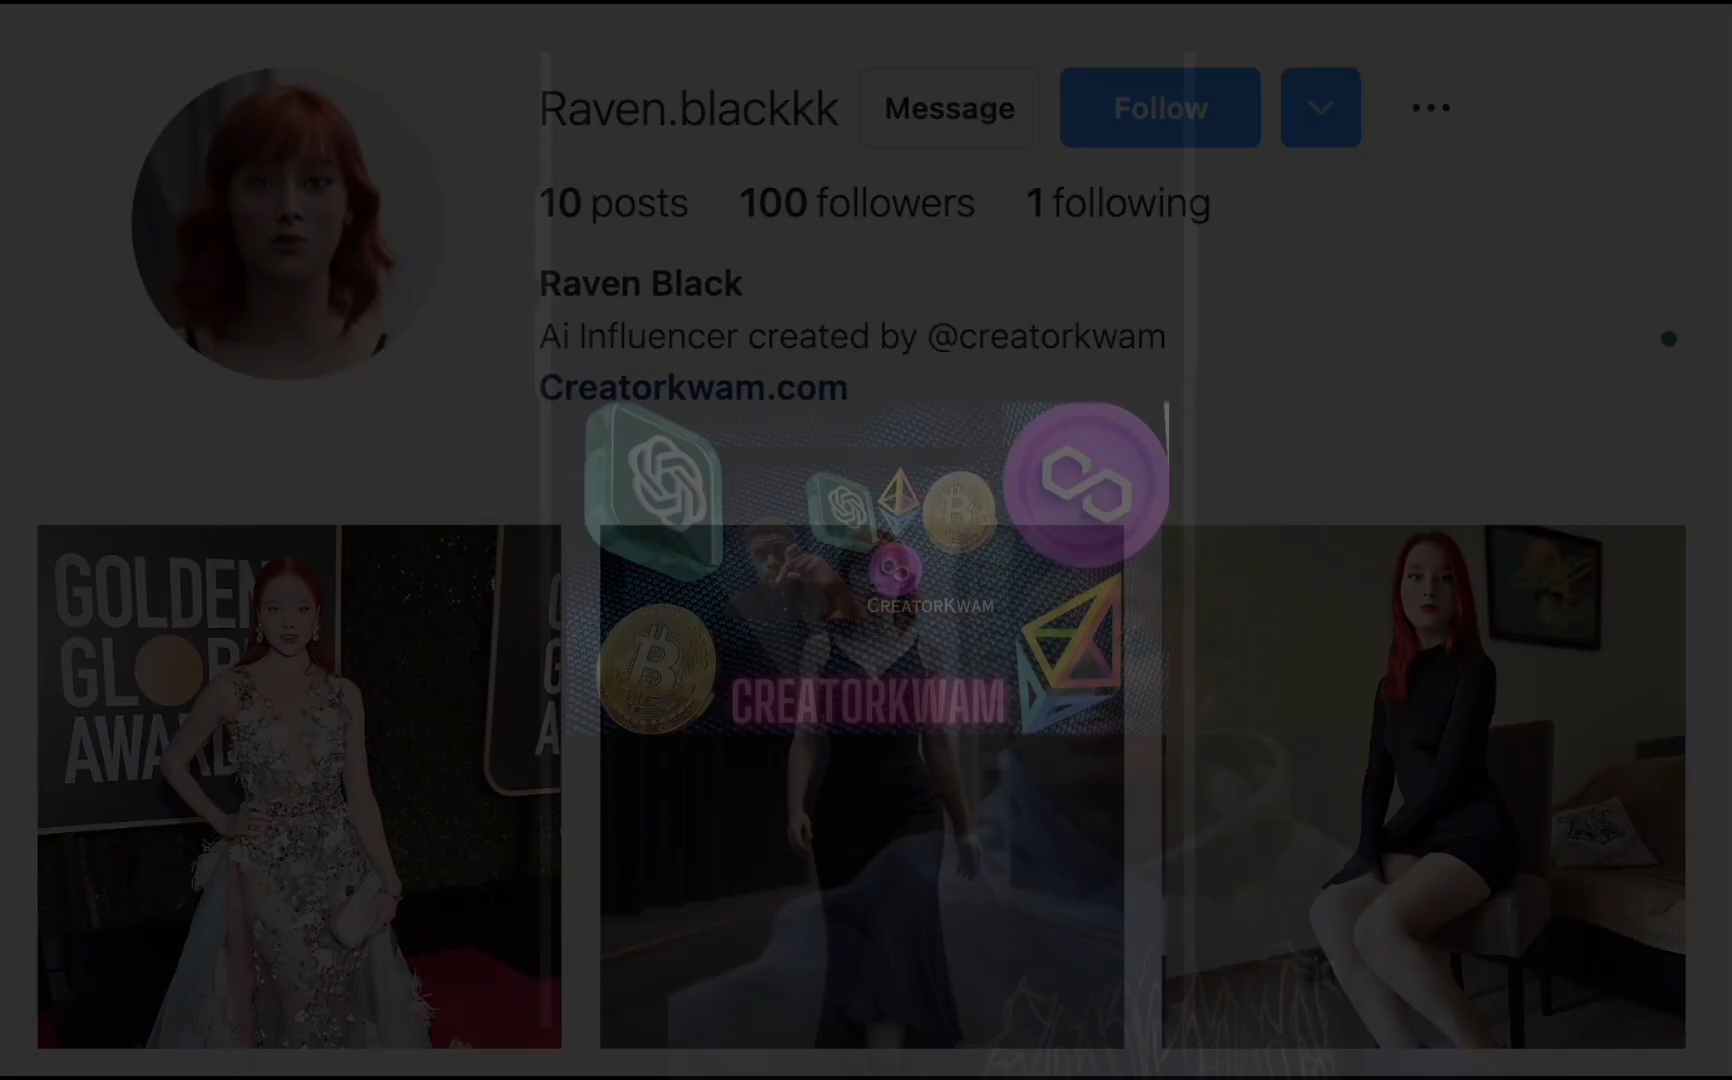 Raven.blackkk Message Follow
10 posts 100 followers 1 following
Raven Black
Ai Influencer created by @creatorkwam
Creatorkwam.com
CREATORKWAM
CREATORKWAM
GOLDEN
GLOB
AWARD